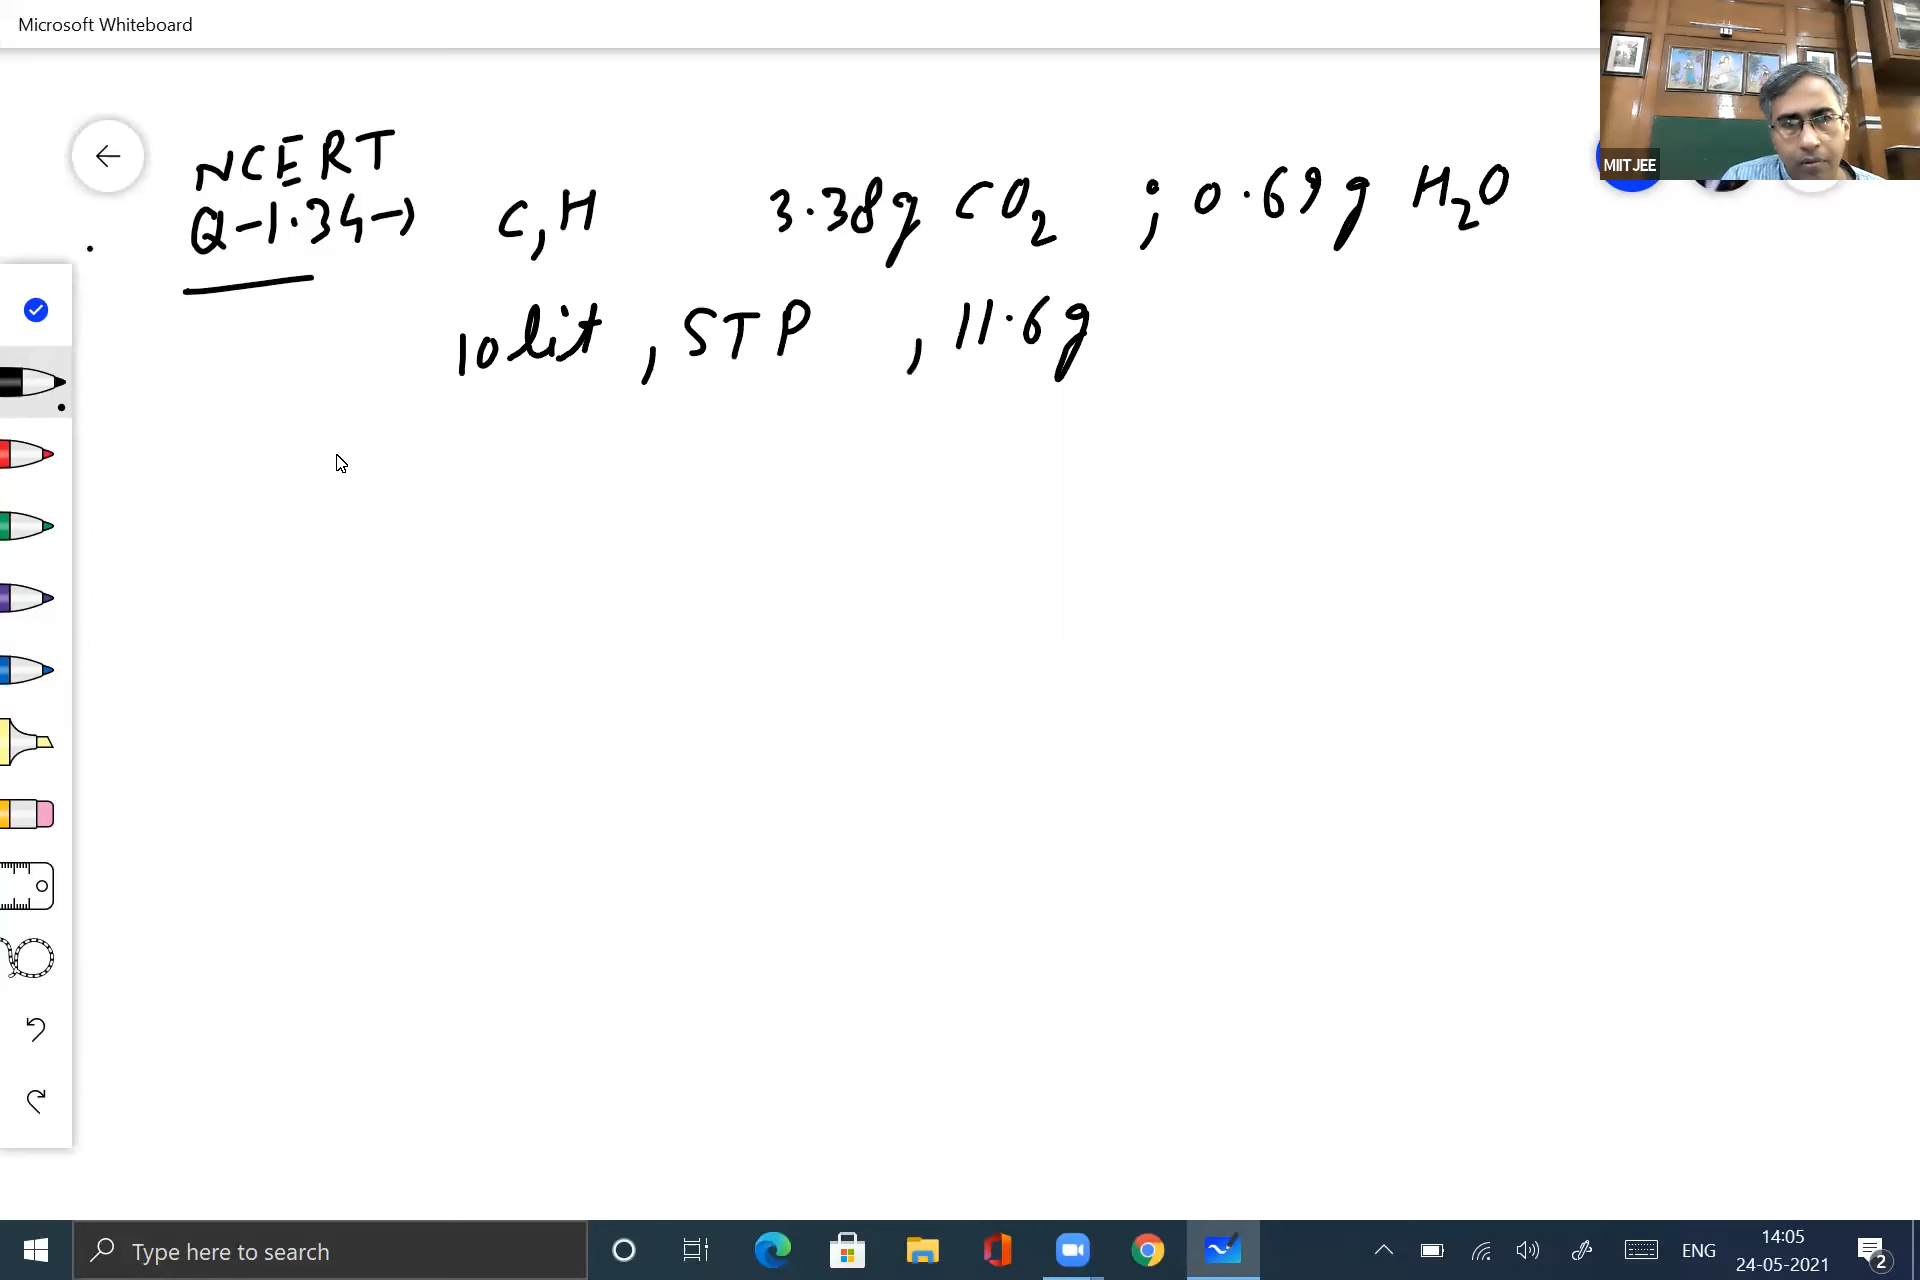 Microsoft Whiteboard
MIIT JEE
NCERT
Q-1.34→ C,H 3.38g CO2 ; 0.69g H2O
10 lit , STP , 11.6g
Type here to search
ENG
14:05
24-05-2021
2